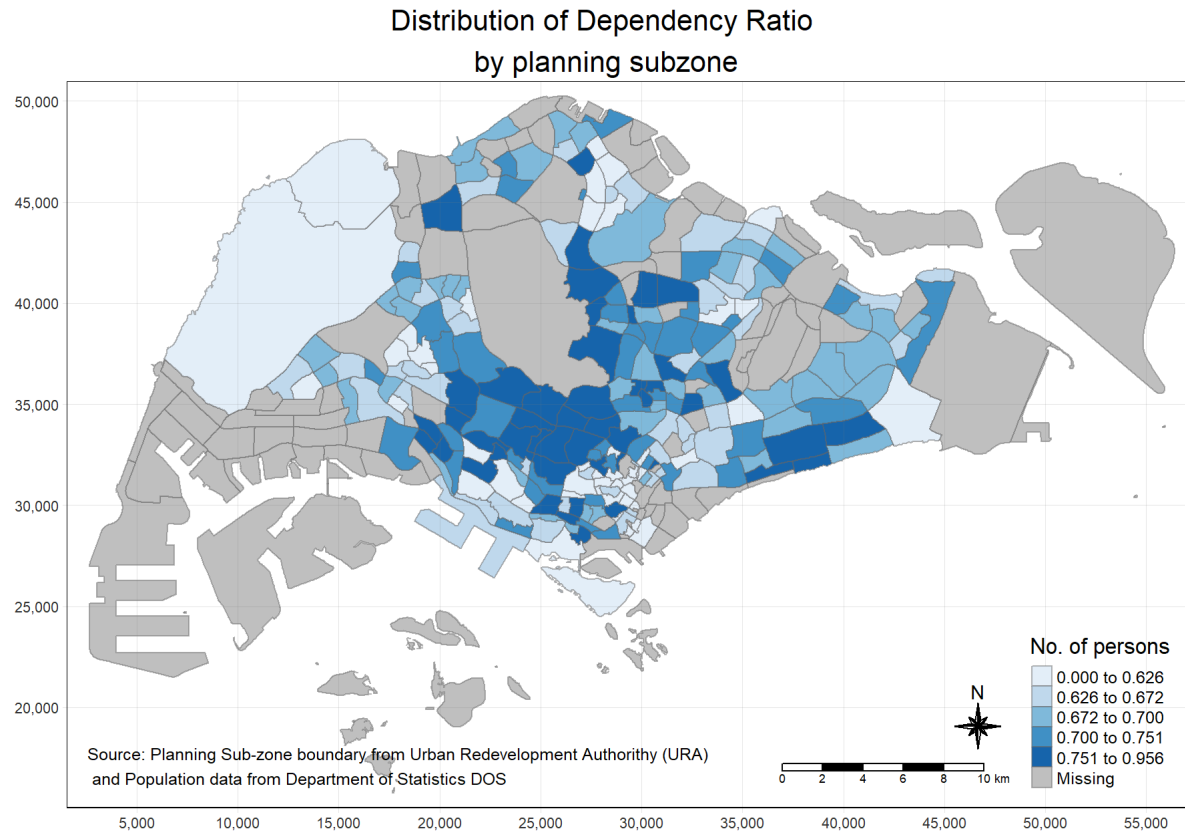 Distribution of Dependency Ratio
by planning subzone
50,000
45,000
40,000
35,000
30,000
25,000
20,000
No. of persons
0.000 to 0.626
0.626 to 0.672
0.672 to 0.700
0.700 to 0.751
0.751 to 0.956
Missing
N
Source: Planning Sub-zone boundary from Urban Redevelopment Authorithy (URA)
and Population data from Department of Statistics DOS
0 2 4 6 8 10 km
5,000 10,000 15,000 20,000 25,000 30,000 35,000 40,000 45,000 50,000 55,000